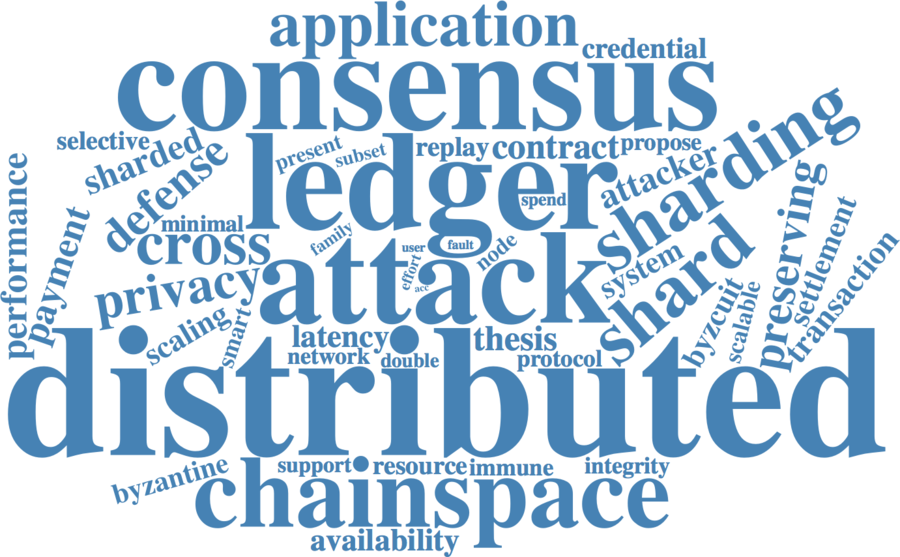 application
credential
consensus
selective
sharded
defense
present
subset
replay
contract
propose
sharding
ledger
attacker
spend
performance
payment
minimal
cross
family
user
fault
node
effort
acc
attack
system
shard
preserving
settlement
transaction
privacy
scaling
smart
latency
network
double
thesis
protocol
byzcuit
scalable
distributed
byzantine
support
resource
immune
integrity
chainspace
availability